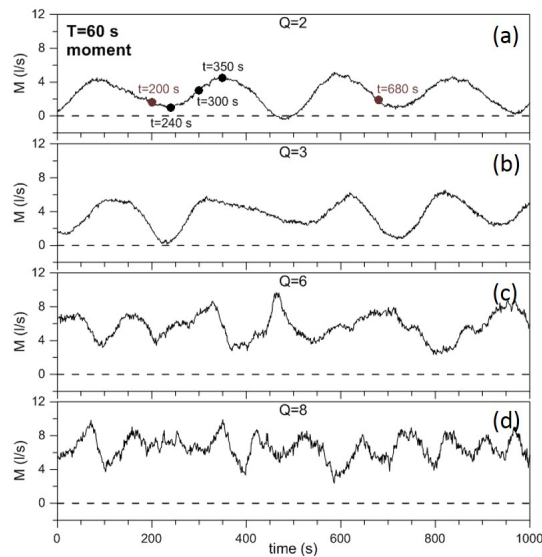 T=60 s
moment
Q=2
(a)
M (l/s)
12
8
4
0
t=200 s
t=350 s
t=300 s
t=240 s
t=680 s
Q=3
(b)
M (l/s)
12
8
4
0
Q=6
(c)
M (l/s)
12
8
4
0
Q=8
(d)
M (l/s)
12
8
4
0
0 200 400 600 800 1000
time (s)